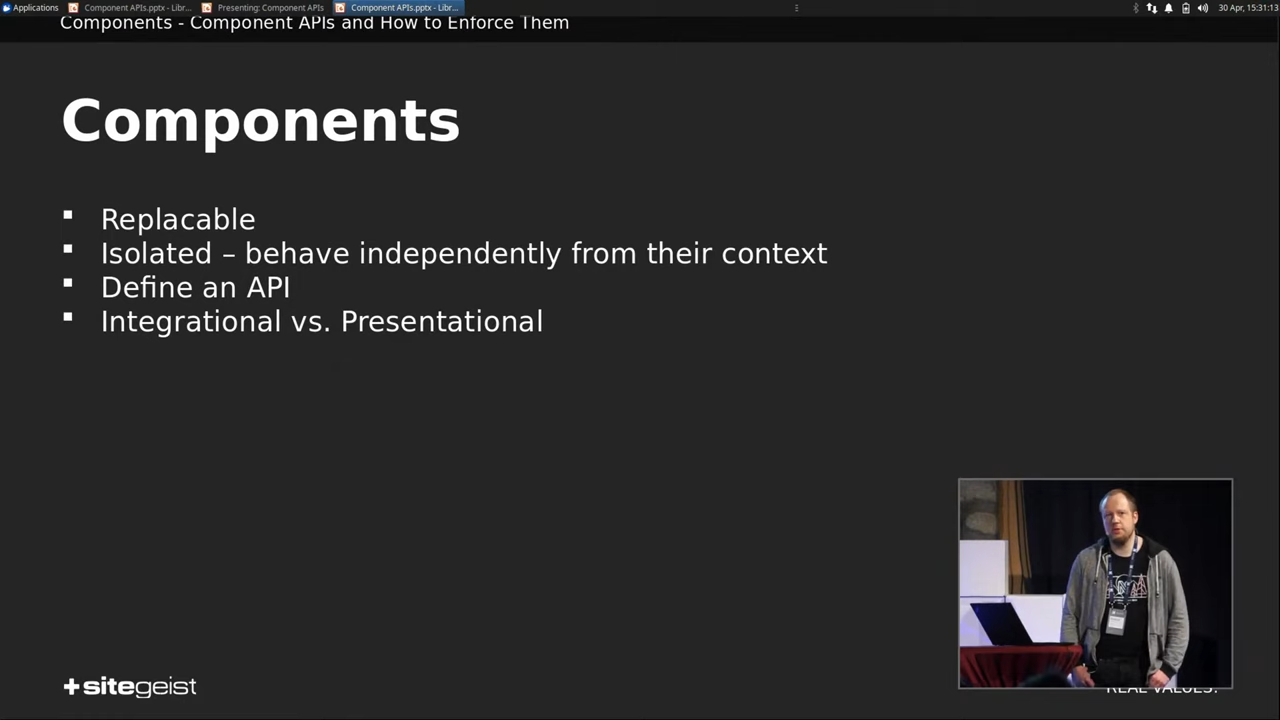 Applications
Component APIs.pptx - Libr...
Presenting: Component APIs
Component APIs.pptx - Libr...
30 Apr, 15:31:13
Components - Component APIs and How to Enforce Them
Components
Replacable
Isolated – behave independently from their context
Define an API
Integrational vs. Presentational
sitegeist
REAL VALUES.